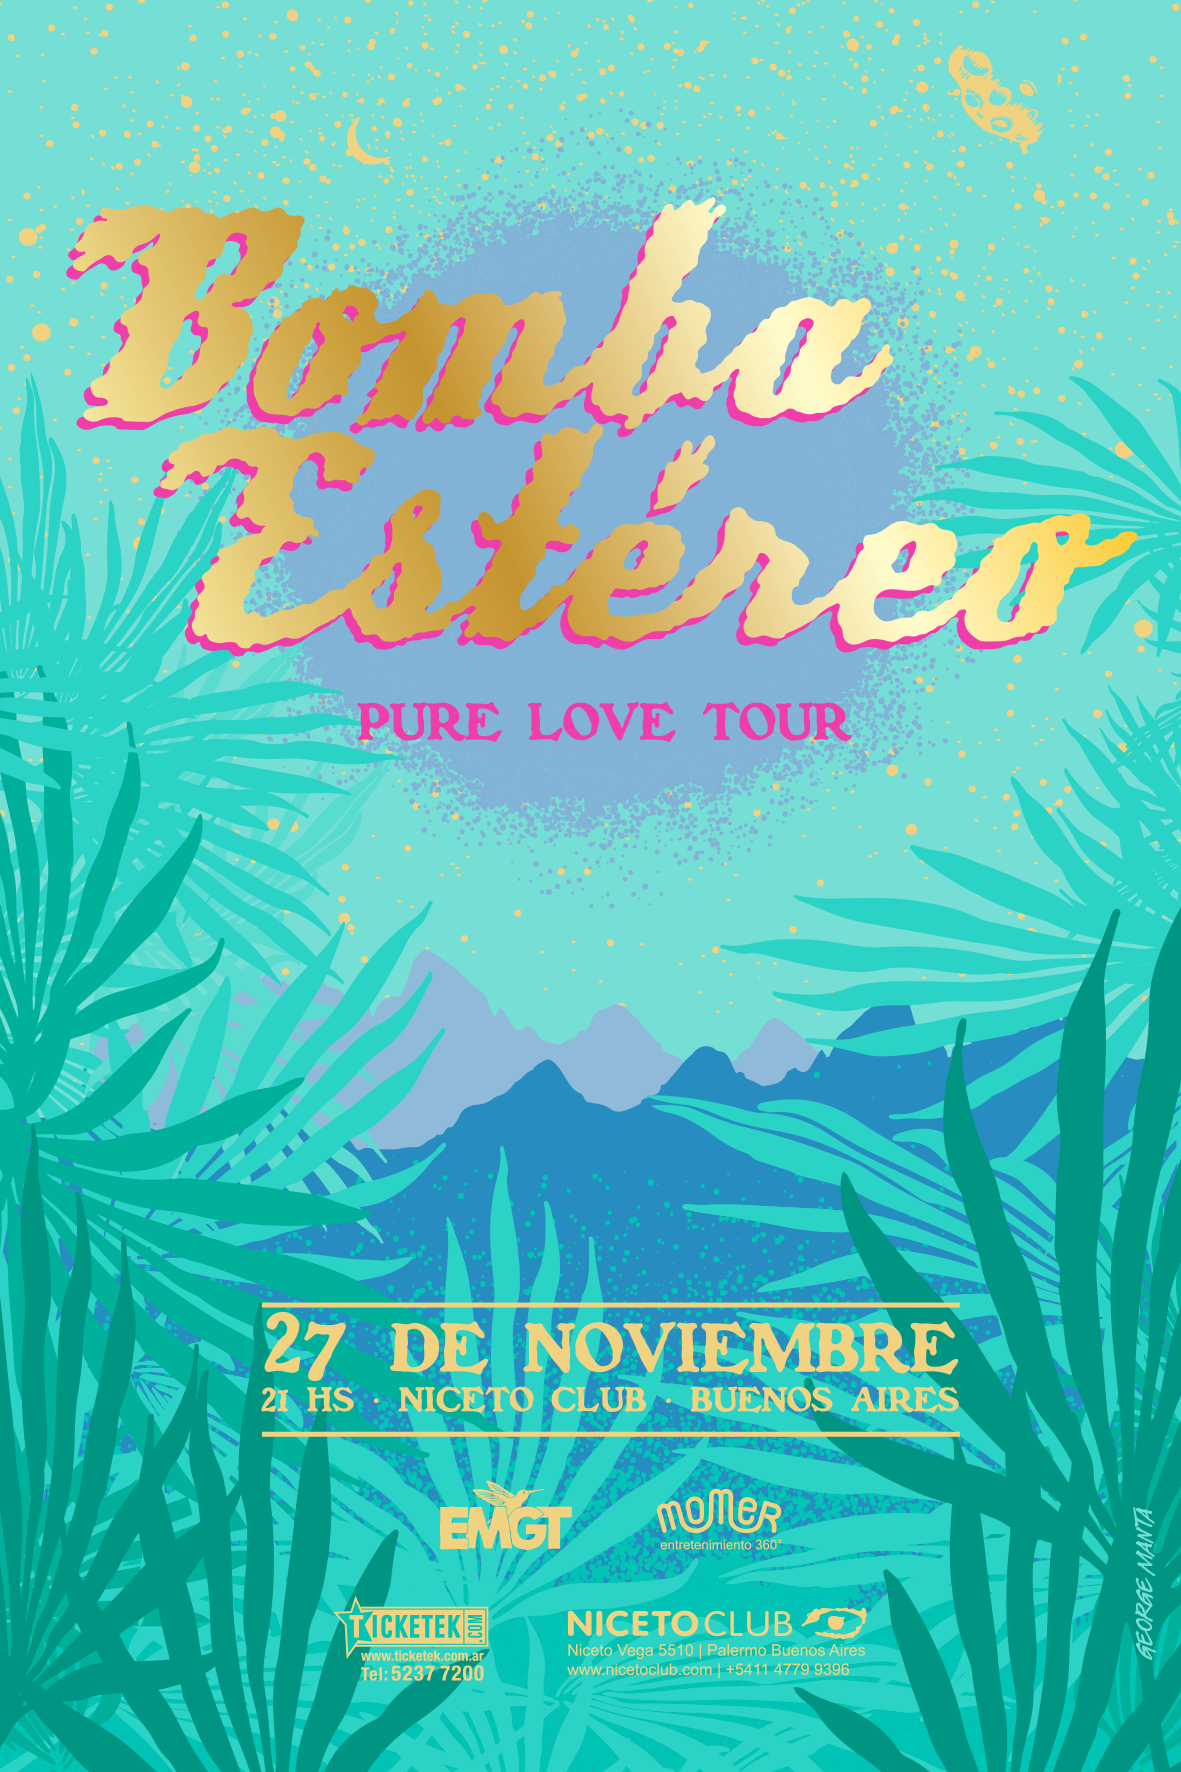 Bomba
Estéreo
PURE LOVE TOUR
27 DE NOVIEMBRE
21 HS · NICETO CLUB · BUENOS AIRES
EMGT
MOMER
entretenimiento 360°
TICKETEK.COM
www.ticketek.com.ar
Tel: 5237 7200
NICETO CLUB
Niceto Vega 5510 | Palermo Buenos Aires
www.nicetoclub.com | +5411 4779 9396
GEORGE MANTA